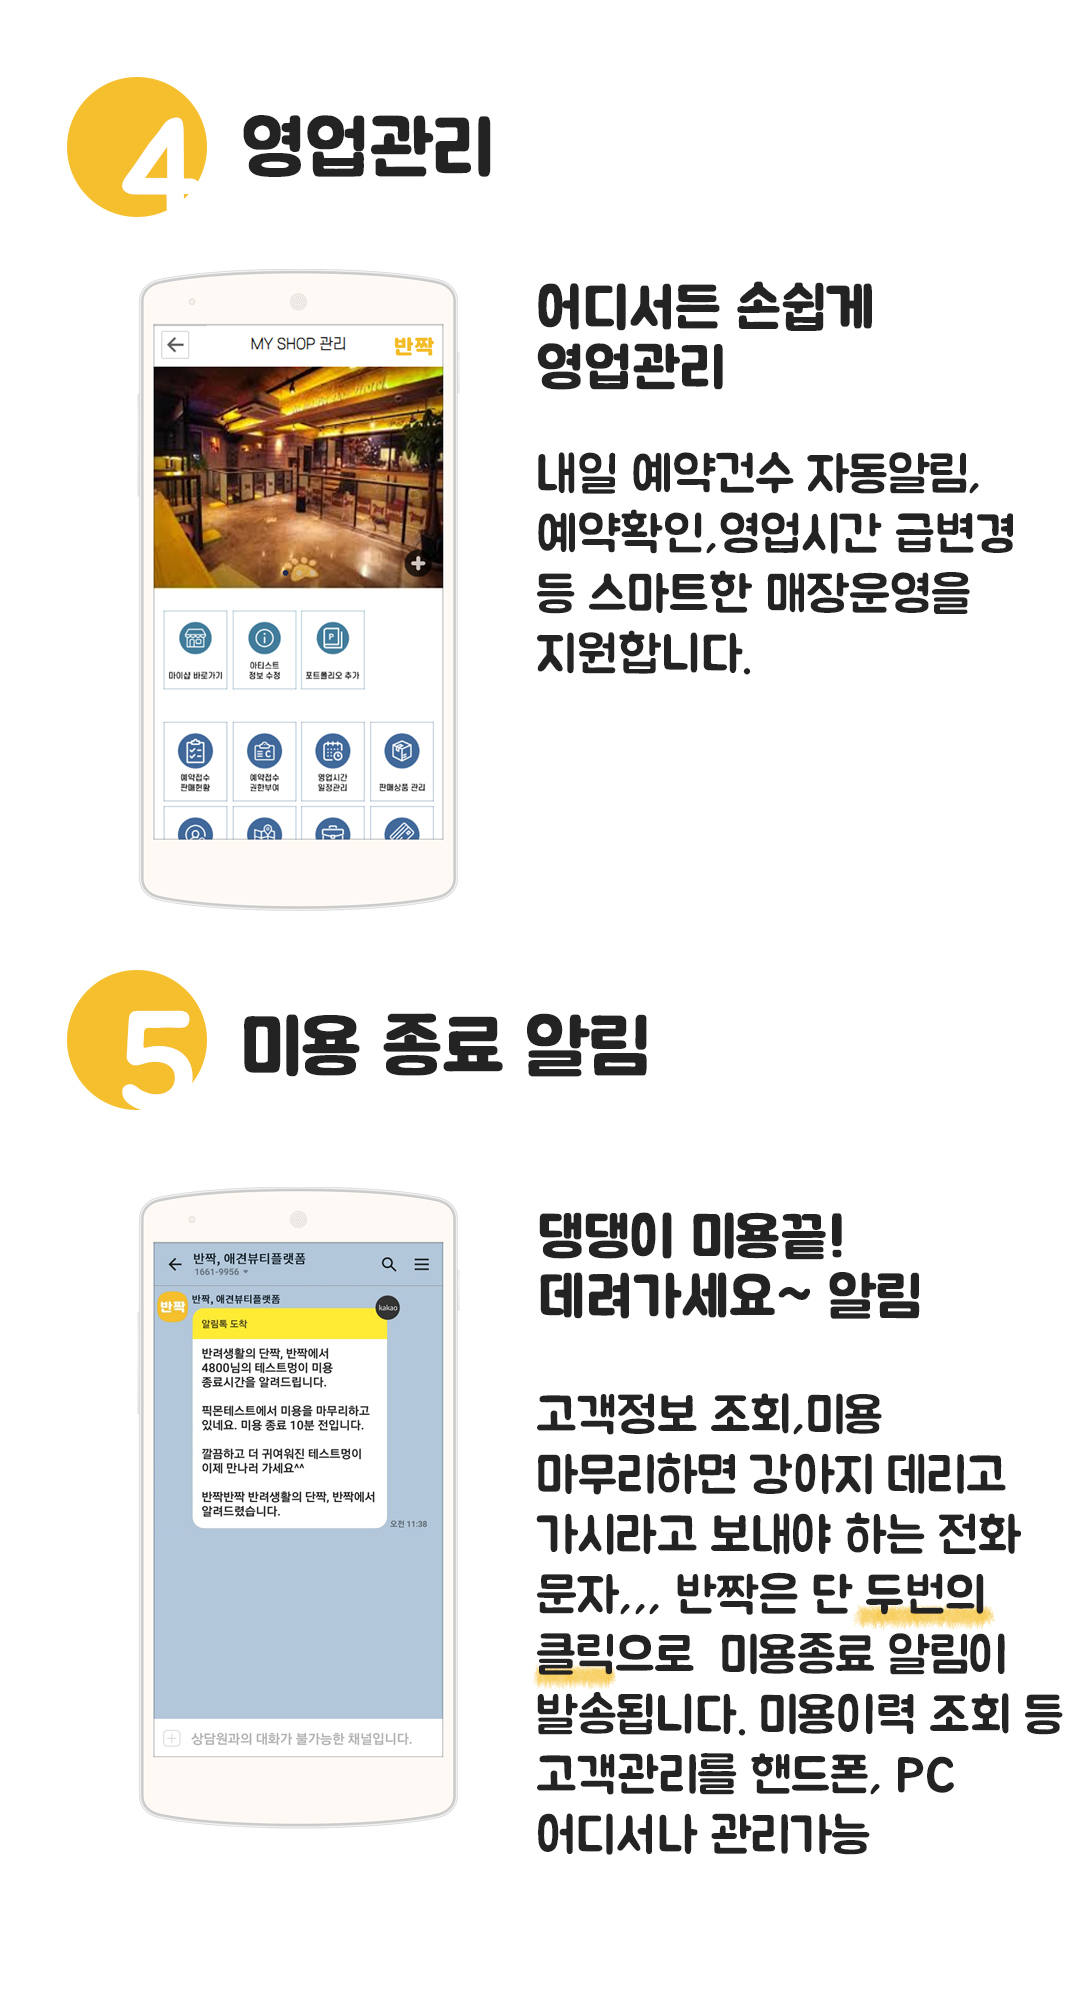 4
영업관리
MY SHOP 관리
반짝
마이샵 바로가기
아티스트
정보 수정
포트폴리오 추가
예약접수
판매현황
예약접수
권한부여
영업시간
일정관리
판매상품 관리
어디서든 손쉽게
영업관리
내일 예약건수 자동알림,
예약확인,영업시간 급변경
등 스마트한 매장운영을
지원합니다.
5
미용 종료 알림
반짝, 애견뷰티플랫폼
1661-9956
반짝
반짝, 애견뷰티플랫폼
kakao
알림톡 도착
반려생활의 단짝, 반짝에서
4800님의 테스트멍이 미용
종료시간을 알려드립니다.
픽몬테스트에서 미용을 마무리하고
있네요. 미용 종료 10분 전입니다.
깔끔하고 더 귀여워진 테스트멍이
이제 만나러 가세요^^
반짝반짝 반려생활의 단짝, 반짝에서
알려드렸습니다.
오전 11:38
상담원과의 대화가 불가능한 채널입니다.
댕댕이 미용끝!
데려가세요~ 알림
고객정보 조회,미용
마무리하면 강아지 데리고
가시라고 보내야 하는 전화
문자,,, 반짝은 단 두번의
클릭으로 미용종료 알림이
발송됩니다. 미용이력 조회 등
고객관리를 핸드폰, PC
어디서나 관리가능